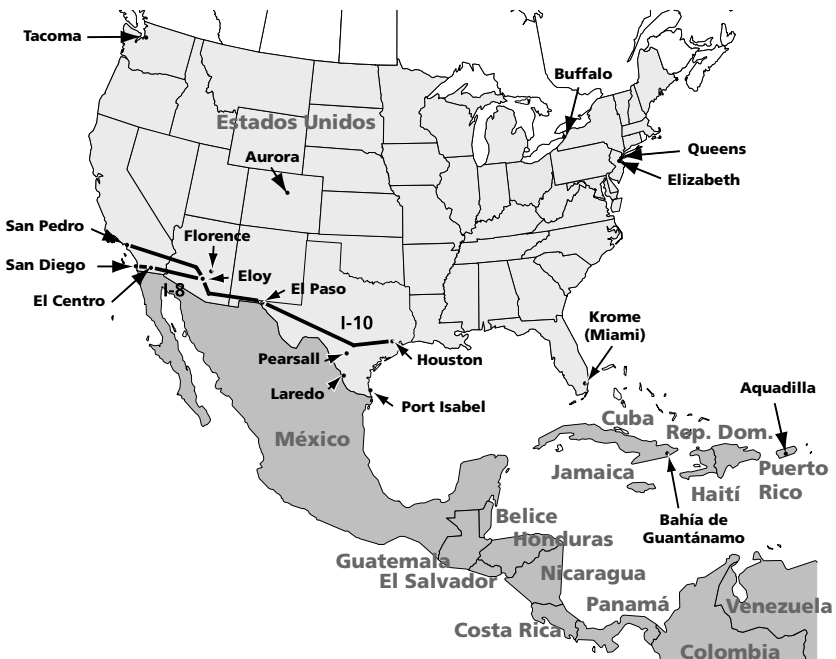 Tacoma
Buffalo
Estados Unidos
Queens
Aurora
Elizabeth
San Pedro
Florence
San Diego
Eloy
El Paso
El Centro
I-8
Krome
(Miami)
I-10
Pearsall
Houston
Aquadilla
Laredo
Port Isabel
Cuba
Rep. Dom.
México
Jamaica
Puerto
Rico
Haití
Belice
Bahía de
Guantánamo
Honduras
Guatemala
El Salvador
Nicaragua
Panamá
Venezuela
Costa Rica
Colombia